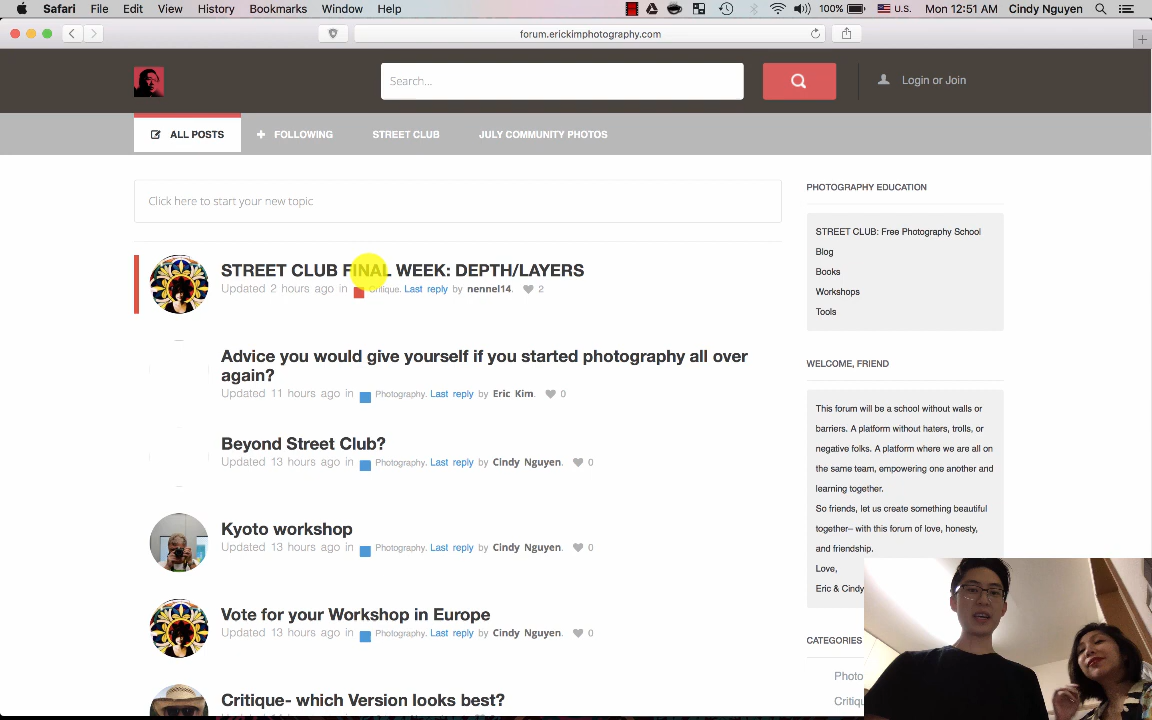 Safari File Edit View History Bookmarks Window Help 100% U.S. Mon 12:51 AM Cindy Nguyen
forum.erickimphotography.com
Search...
Login or Join
ALL POSTS
FOLLOWING
STREET CLUB
JULY COMMUNITY PHOTOS
Click here to start your new topic
STREET CLUB FINAL WEEK: DEPTH/LAYERS
Updated 2 hours ago in Critique. Last reply by nennel14. 2
Advice you would give yourself if you started photography all over
again?
Updated 11 hours ago in Photography. Last reply by Eric Kim. 0
Beyond Street Club?
Updated 13 hours ago in Photography. Last reply by Cindy Nguyen. 0
Kyoto workshop
Updated 13 hours ago in Photography. Last reply by Cindy Nguyen. 0
Vote for your Workshop in Europe
Updated 13 hours ago in Photography. Last reply by Cindy Nguyen. 0
Critique- which Version looks best?
PHOTOGRAPHY EDUCATION
STREET CLUB: Free Photography School
Blog
Books
Workshops
Tools
WELCOME, FRIEND
This forum will be a school without walls or
barriers. A platform without haters, trolls, or
negative folks. A platform where we are all on
the same team, empowering one another and
learning together.
So friends, let us create something beautiful
together– with this forum of love, honesty,
and friendship.
Love,
Eric & Cindy
CATEGORIES
Photo
Critiq